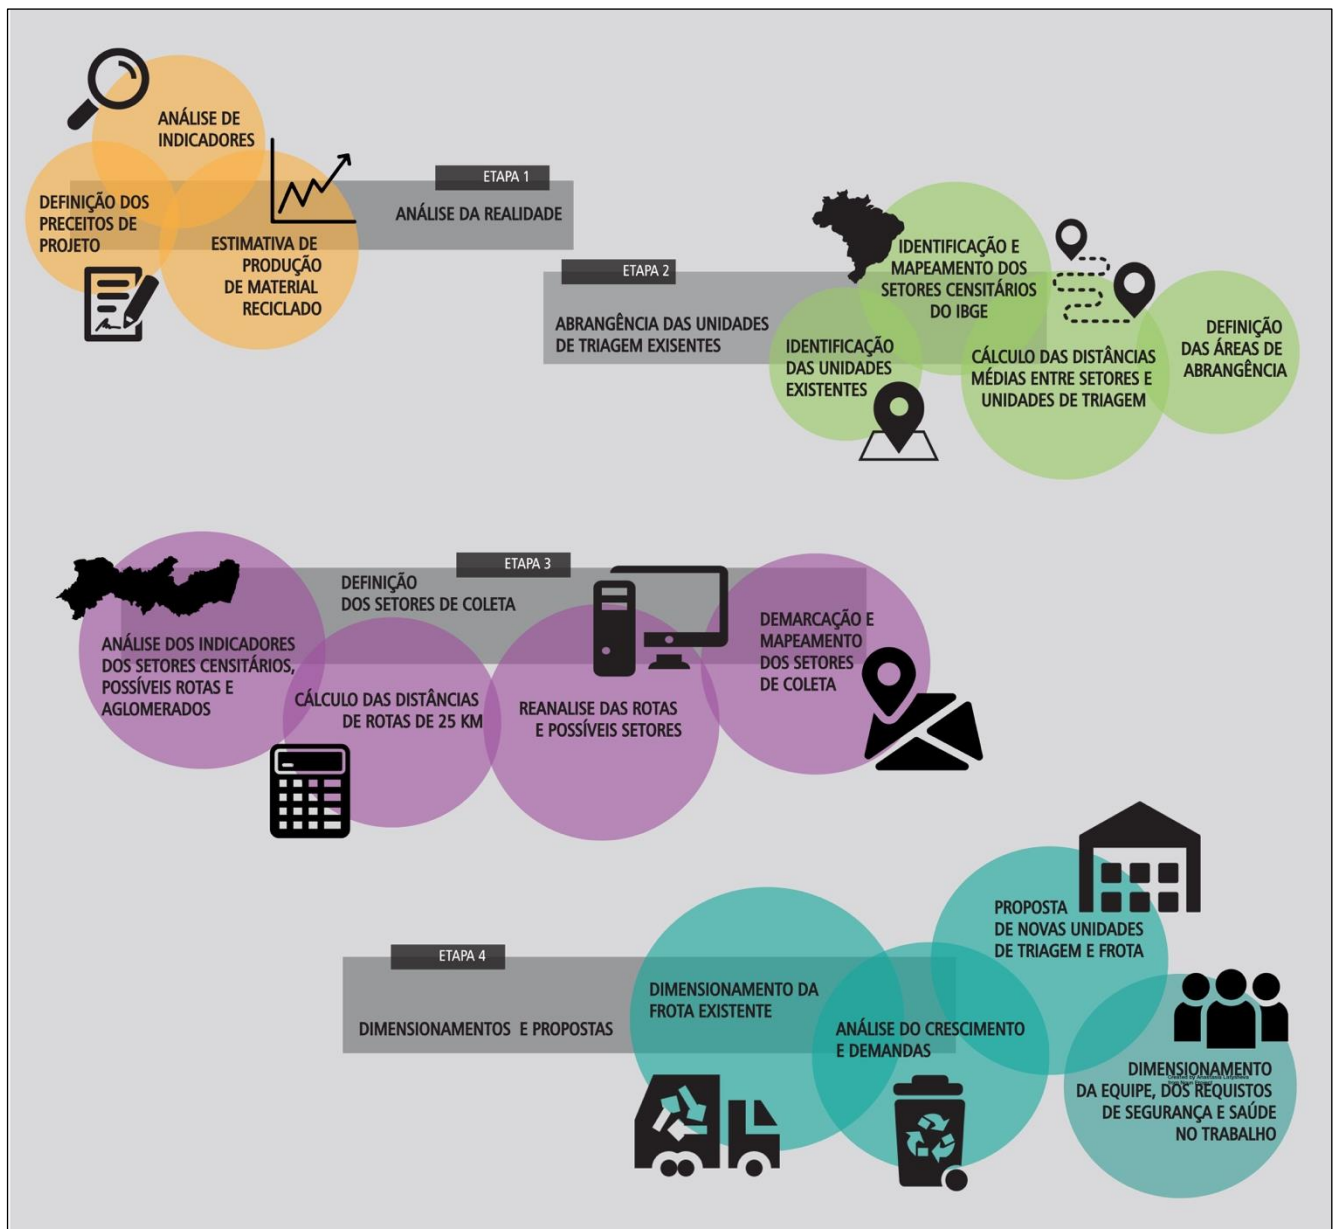 ANÁLISE DE
INDICADORES
DEFINIÇÃO DOS
PRECEITOS DE
PROJETO
ESTIMATIVA DE
PRODUÇÃO
DE MATERIAL
RECICLADO
ETAPA 1
ANÁLISE DA REALIDADE
ETAPA 2
ABRANGÊNCIA DAS UNIDADES
DE TRIAGEM EXISENTES
IDENTIFICAÇÃO
DAS UNIDADES
EXISTENTES
IDENTIFICAÇÃO E
MAPEAMENTO DOS
SETORES CENSITÁRIOS
DO IBGE
CÁLCULO DAS DISTÂNCIAS
MÉDIAS ENTRE SETORES E
UNIDADES DE TRIAGEM
DEFINIÇÃO
DAS ÁREAS DE
ABRANGÊNCIA
ETAPA 3
DEFINIÇÃO
DOS SETORES DE COLETA
ANÁLISE DOS INDICADORES
DOS SETORES CENSITÁRIOS,
POSSÍVEIS ROTAS E
AGLOMERADOS
CÁLCULO DAS DISTÂNCIAS
DE ROTAS DE 25 KM
REANALISE DAS ROTAS
E POSSÍVEIS SETORES
DEMARCAÇÃO E
MAPEAMENTO
DOS SETORES
DE COLETA
ETAPA 4
DIMENSIONAMENTOS E PROPOSTAS
DIMENSIONAMENTO DA
FROTA EXISTENTE
ANÁLISE DO CRESCIMENTO
E DEMANDAS
PROPOSTA
DE NOVAS UNIDADES
DE TRIAGEM E FROTA
DIMENSIONAMENTO
DA EQUIPE, DOS REQUISTOS
DE SEGURANÇA E SAÚDE
NO TRABALHO